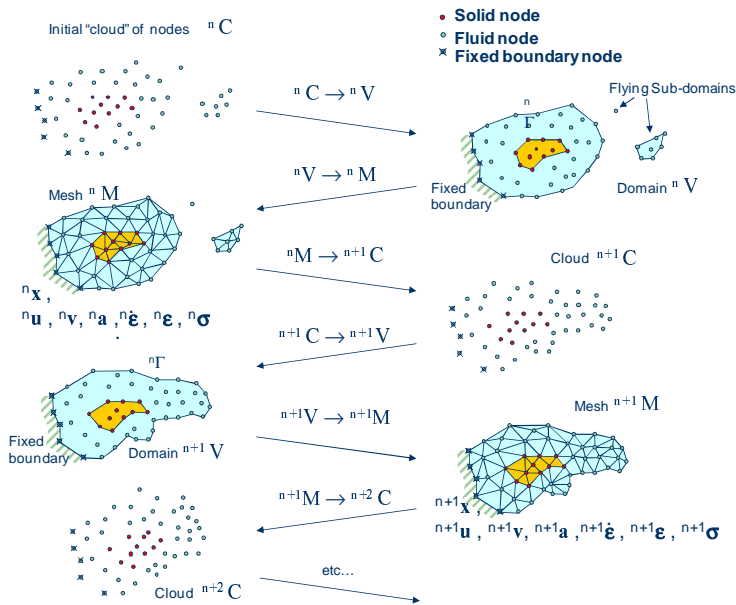 Initial “cloud” of nodes ⁿC
Solid node
Fluid node
Fixed boundary node
ⁿC → ⁿV
Flying Sub-domains
ⁿΓ
Fixed
boundary
Domain ⁿV
ⁿV → ⁿM
Mesh ⁿM
ⁿx ,
ⁿu , ⁿv, ⁿa , ⁿε̇ , ⁿε , ⁿσ
ⁿM → ⁿ⁺¹C
Cloud ⁿ⁺¹C
ⁿ⁺¹C → ⁿ⁺¹V
ⁿΓ
Fixed
boundary
Domain ⁿ⁺¹V
ⁿ⁺¹V → ⁿ⁺¹M
Mesh ⁿ⁺¹M
ⁿ⁺¹x ,
ⁿ⁺¹u , ⁿ⁺¹v, ⁿ⁺¹a , ⁿ⁺¹ε̇ , ⁿ⁺¹ε , ⁿ⁺¹σ
ⁿ⁺¹M → ⁿ⁺²C
Cloud ⁿ⁺²C
etc…